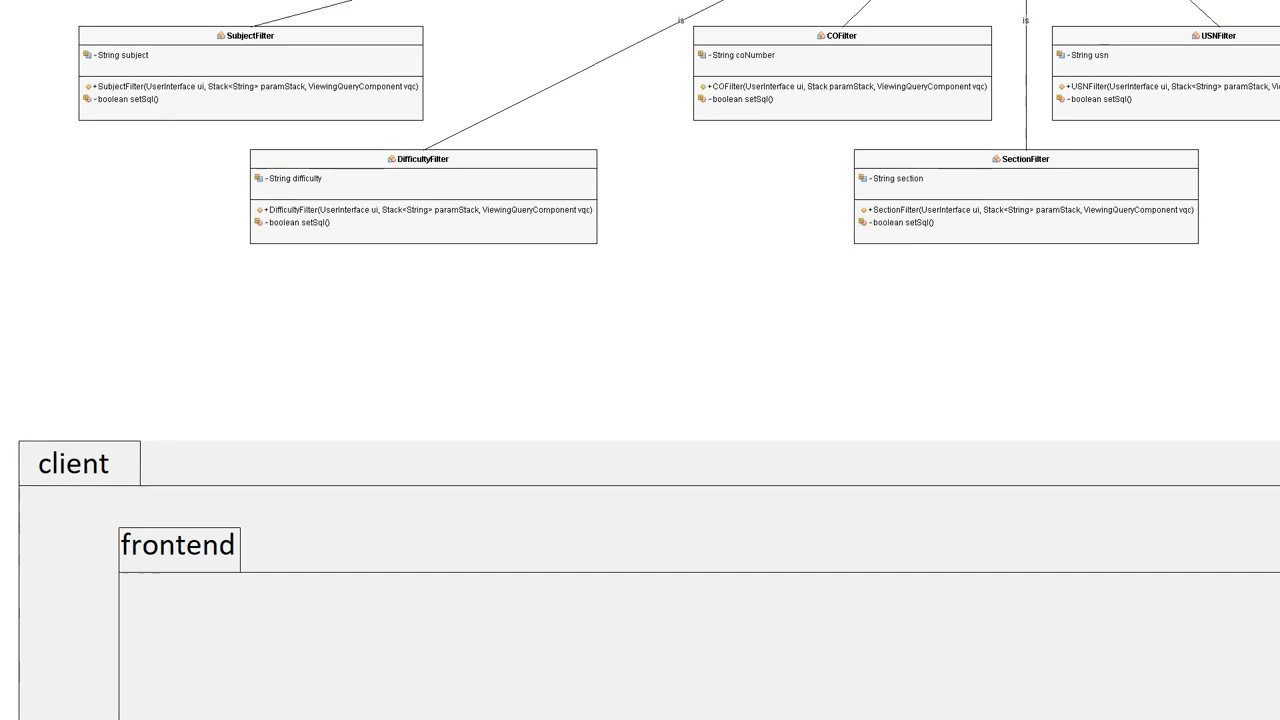 is
is
SubjectFilter
- String subject
+ SubjectFilter(UserInterface ui, Stack<String> paramStack, ViewingQueryComponent vqc)
- boolean setSql()
COFilter
- String coNumber
+ COFilter(UserInterface ui, Stack paramStack, ViewingQueryComponent vqc)
- boolean setSql()
USNFilter
- String usn
+ USNFilter(UserInterface ui, Stack<String> paramStack, Vi
- boolean setSql()
DifficultyFilter
- String difficulty
+ DifficultyFilter(UserInterface ui, Stack<String> paramStack, ViewingQueryComponent vqc)
- boolean setSql()
SectionFilter
- String section
+ SectionFilter(UserInterface ui, Stack<String> paramStack, ViewingQueryComponent vqc)
- boolean setSql()
client
frontend